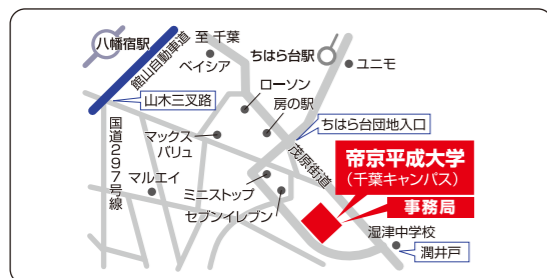 八幡宿駅
館山自動車道
至 千葉
ベイシア
ちはら台駅
ユニモ
ローソン
房の駅
山木三叉路
ちはら台団地入口
国道297号線
マックス
バリュ
茂原街道
帝京平成大学
(千葉キャンパス)
事務局
マルエイ
ミニストップ
セブンイレブン
湿津中学校
潤井戸